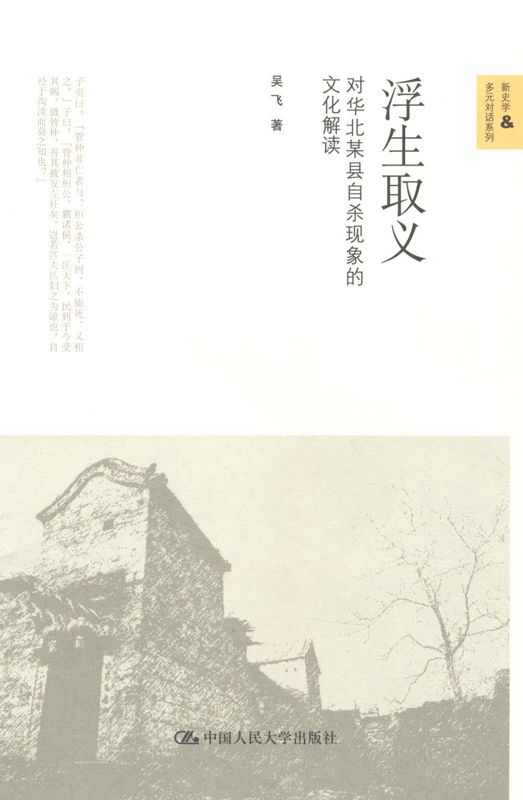 新史学&
多元对话系列
浮生取义
对华北某县自杀现象的
文化解读
吴飞 著
子贡曰：“管仲非仁者与？桓公杀公子纠，不能死，又相
之。”子曰：“管仲相桓公，霸诸侯，一匡天下，民到于今受
其赐。微管仲，吾其被发左衽矣。岂若匹夫匹妇之为谅也，自
经于沟渎而莫之知也？”
中国人民大学出版社